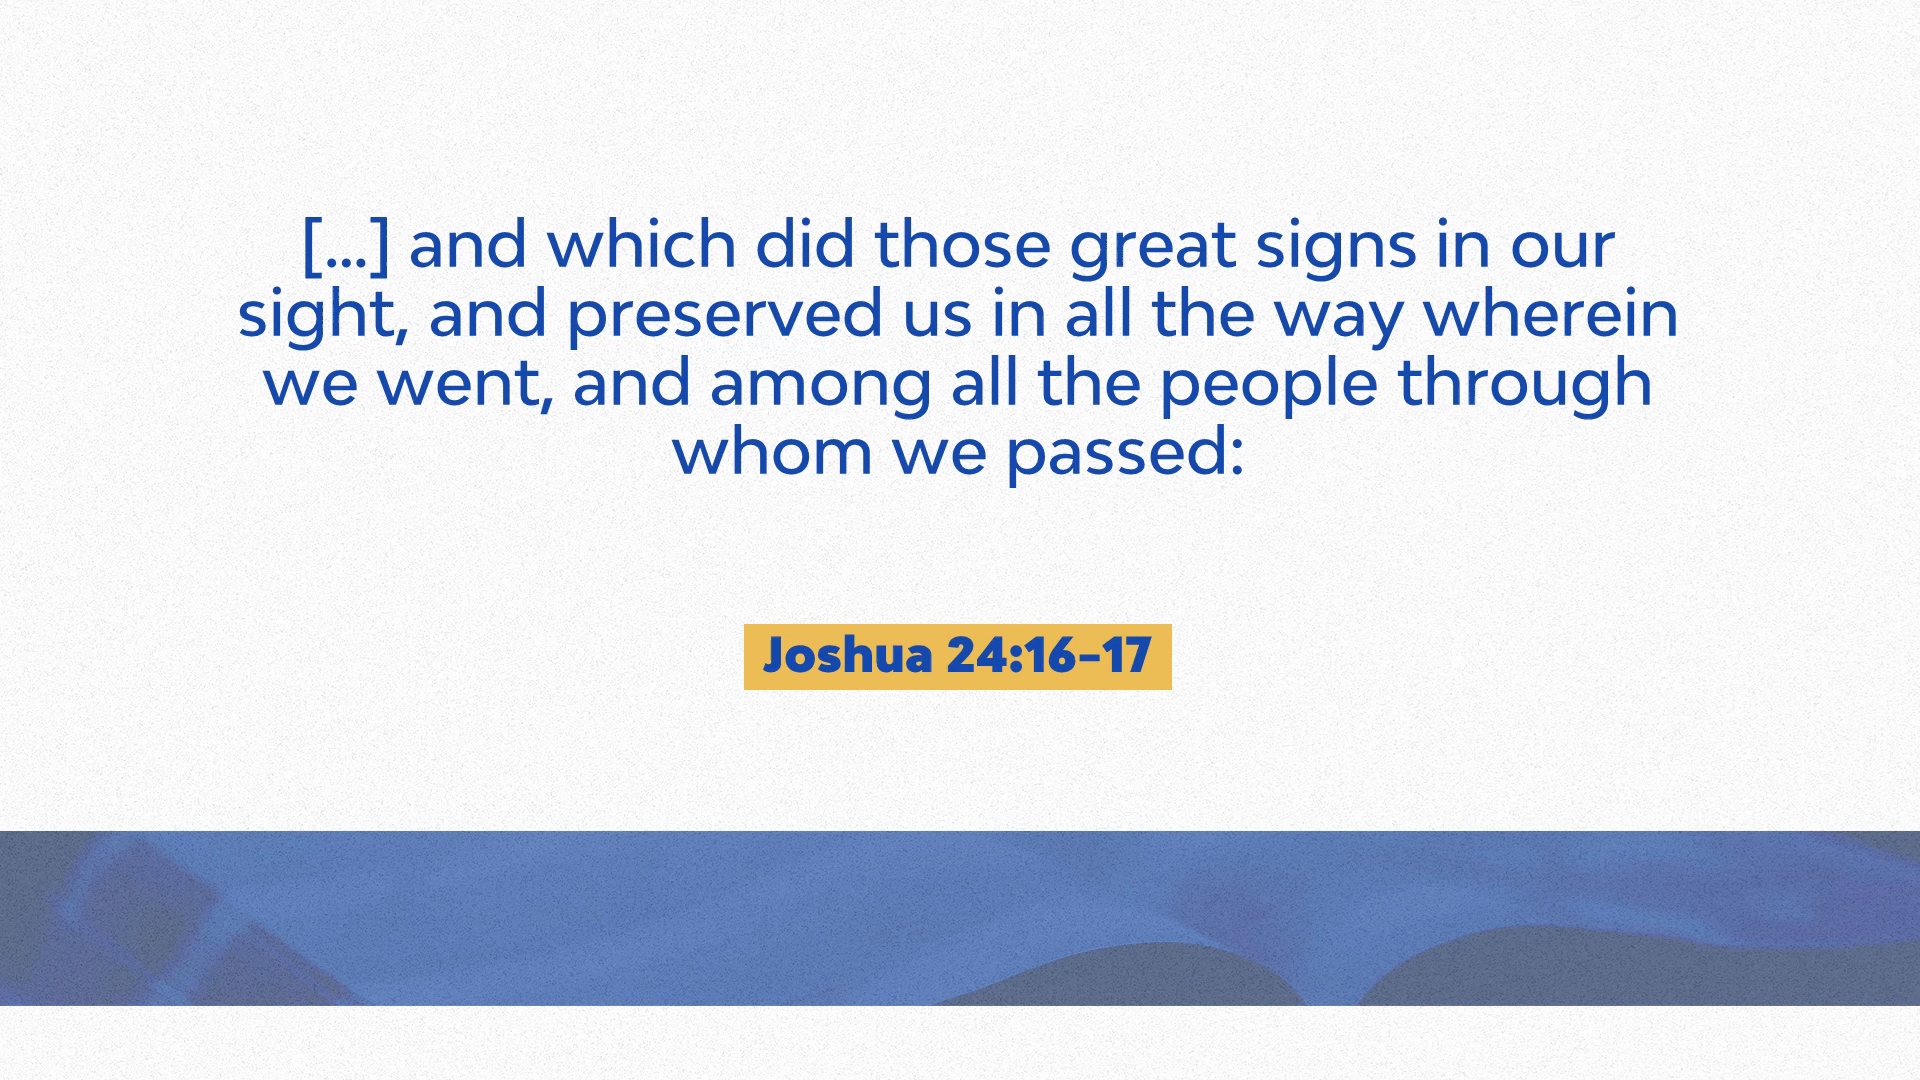 [...] and which did those great signs in our
sight, and preserved us in all the way wherein
we went, and among all the people through
whom we passed:
Joshua 24:16–17